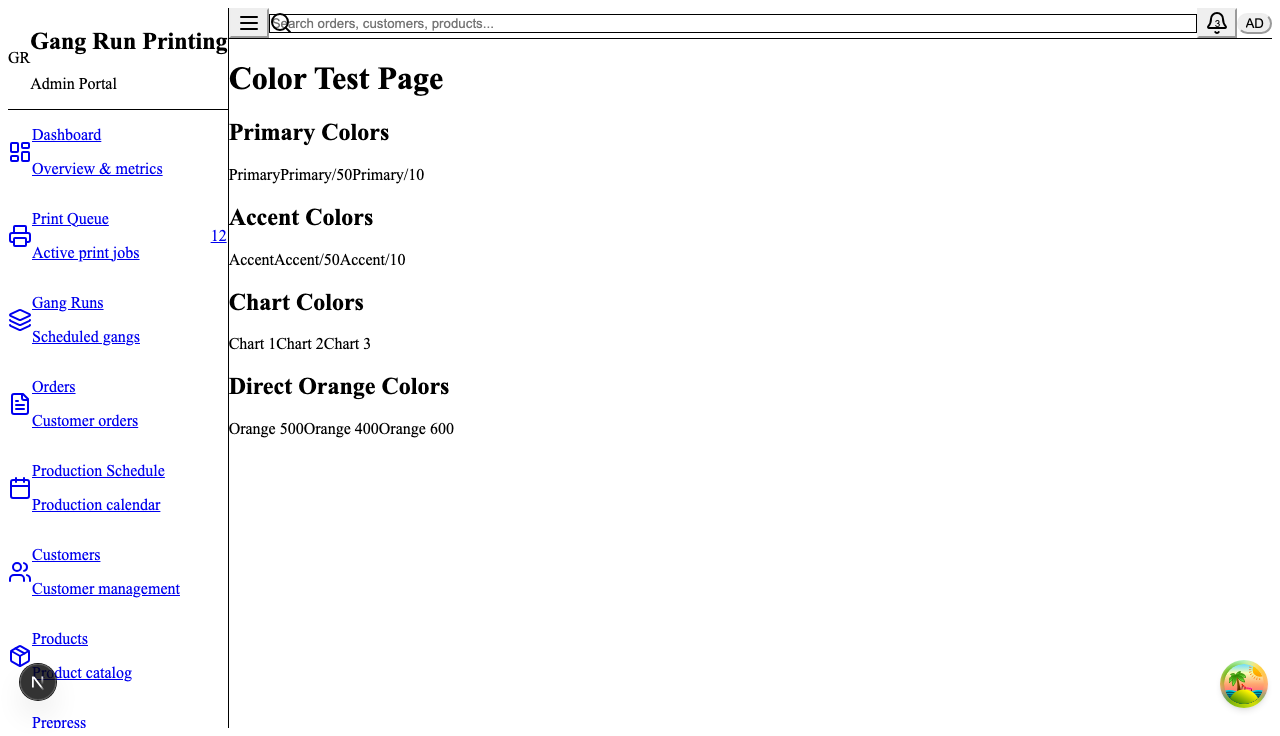 GR
Gang Run Printing
Admin Portal
Dashboard
Overview & metrics
Print Queue
Active print jobs
12
Gang Runs
Scheduled gangs
Orders
Customer orders
Production Schedule
Production calendar
Customers
Customer management
Products
Product catalog
Prepress
N
Search orders, customers, products...
3
AD
Color Test Page
Primary Colors
PrimaryPrimary/50Primary/10
Accent Colors
AccentAccent/50Accent/10
Chart Colors
Chart 1Chart 2Chart 3
Direct Orange Colors
Orange 500Orange 400Orange 600